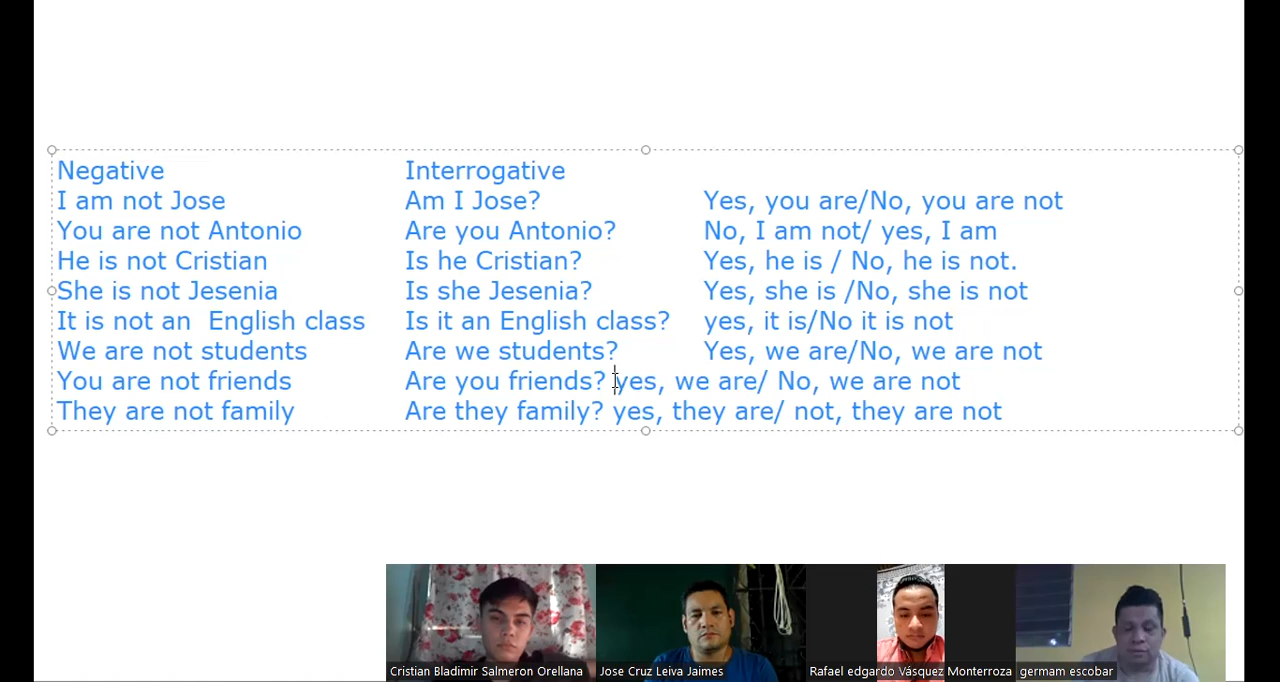 Negative Interrogative
I am not Jose Am I Jose? Yes, you are/No, you are not
You are not Antonio Are you Antonio? No, I am not/ yes, I am
He is not Cristian Is he Cristian? Yes, he is / No, he is not.
She is not Jesenia Is she Jesenia? Yes, she is /No, she is not
It is not an English class Is it an English class? yes, it is/No it is not
We are not students Are we students? Yes, we are/No, we are not
You are not friends Are you friends? yes, we are/ No, we are not
They are not family Are they family? yes, they are/ not, they are not
Cristian Bladimir Salmeron Orellana Jose Cruz Leiva Jaimes Rafael edgardo Vásquez Monterroza germam escobar